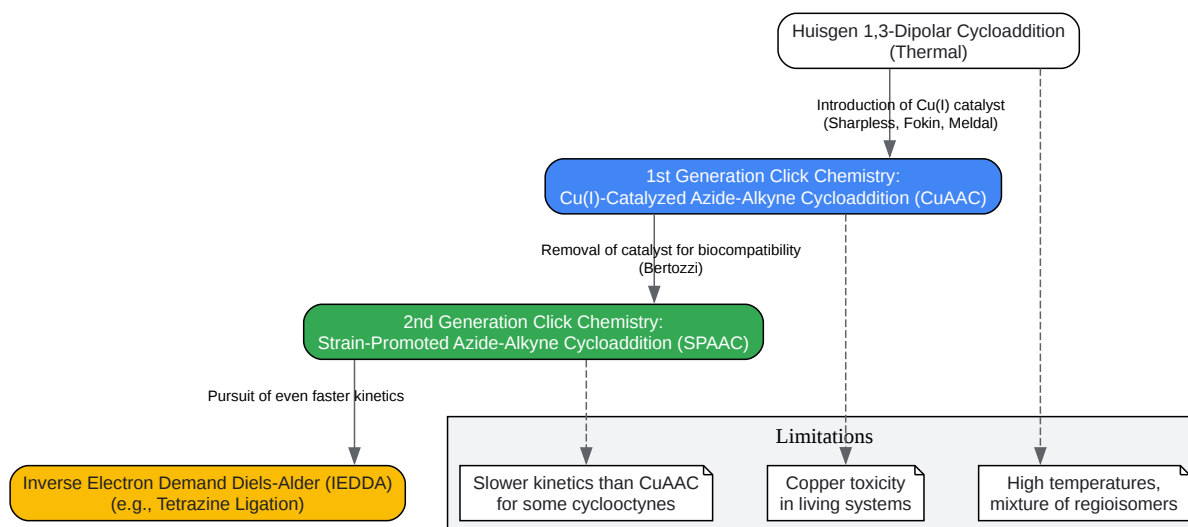 Huisgen 1,3-Dipolar Cycloaddition
(Thermal)
Introduction of Cu(I) catalyst
(Sharpless, Fokin, Meldal)
1st Generation Click Chemistry:
Cu(I)-Catalyzed Azide-Alkyne Cycloaddition (CuAAC)
Removal of catalyst for biocompatibility
(Bertozzi)
2nd Generation Click Chemistry:
Strain-Promoted Azide-Alkyne Cycloaddition (SPAAC)
Pursuit of even faster kinetics
Inverse Electron Demand Diels-Alder (IEDDA)
(e.g., Tetrazine Ligation)
Limitations
Slower kinetics than CuAAC
for some cyclooctynes
Copper toxicity
in living systems
High temperatures,
mixture of regioisomers